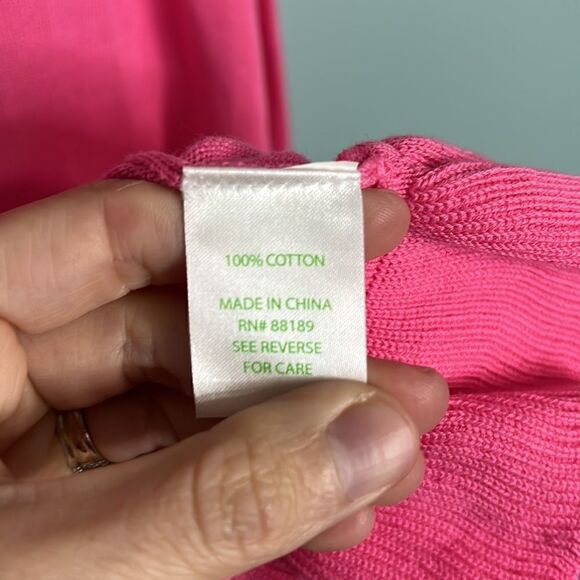 100% COTTON
MADE IN CHINA
RN# 88189
SEE REVERSE
FOR CARE